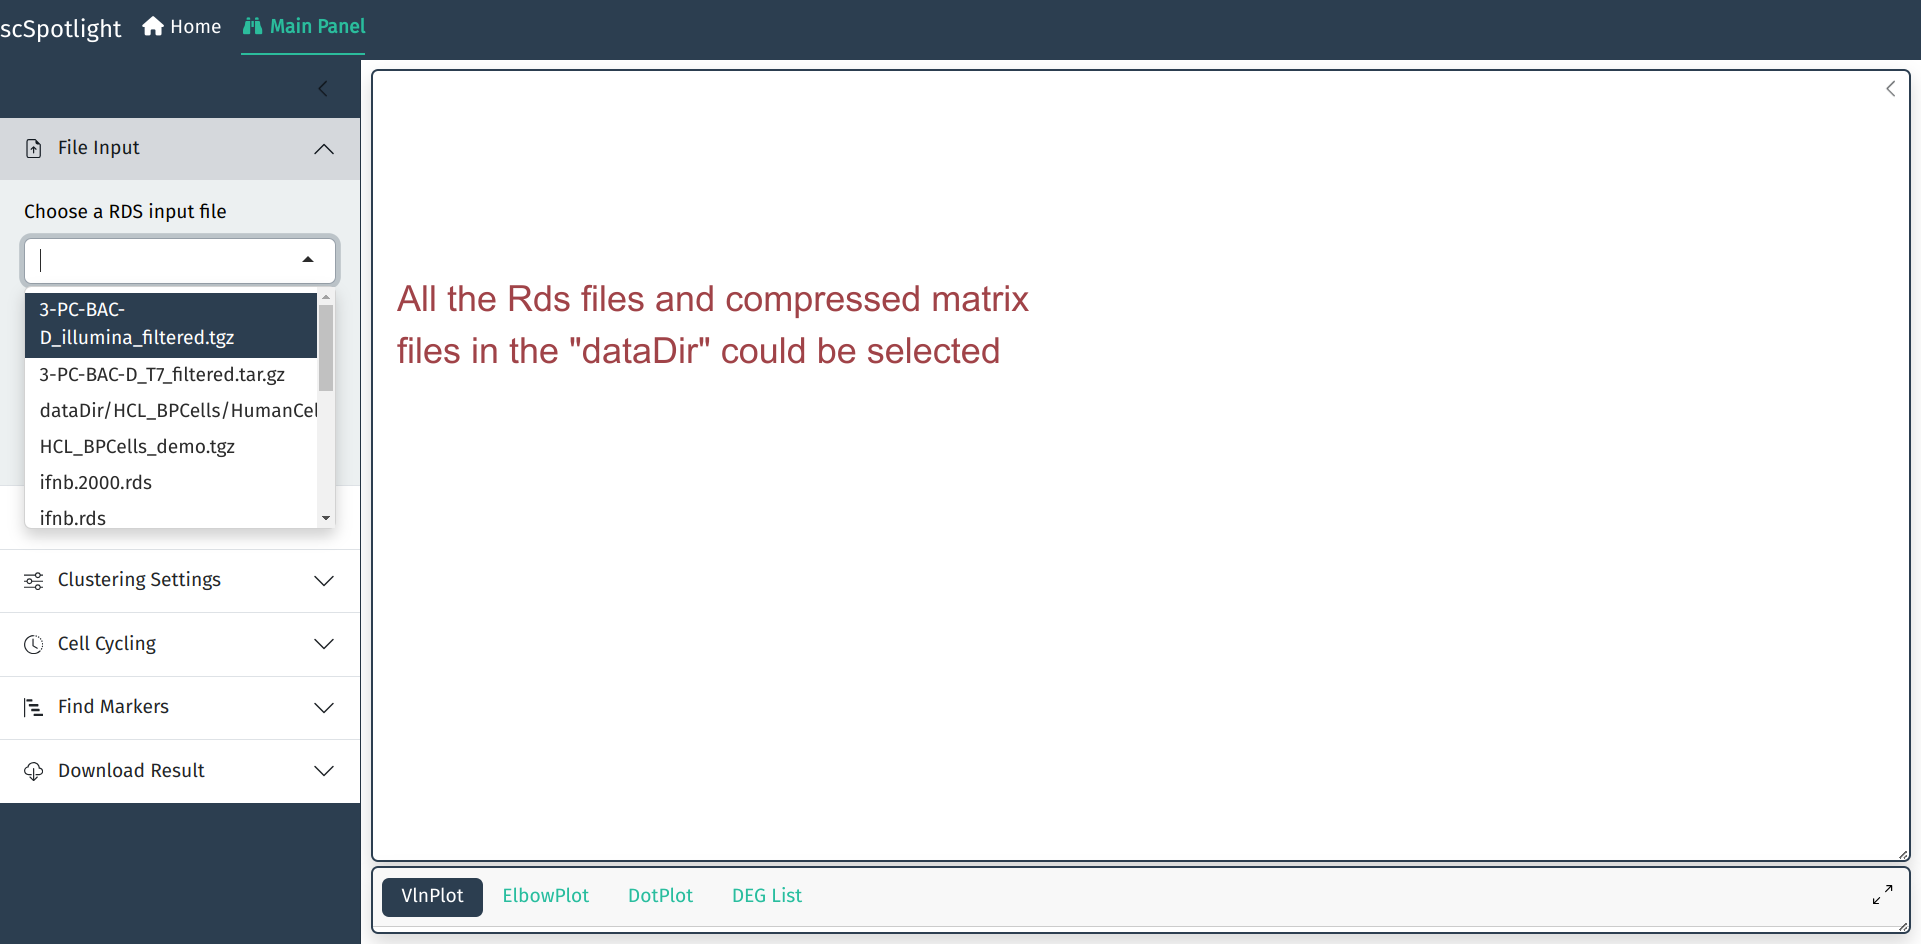 scSpotlight Home Main Panel
File Input
Choose a RDS input file
3-PC-BAC-
D_illumina_filtered.tgz
3-PC-BAC-D_T7_filtered.tar.gz
dataDir/HCL_BPCells/HumanCel
HCL_BPCells_demo.tgz
ifnb.2000.rds
ifnb.rds
Clustering Settings
Cell Cycling
Find Markers
Download Result
All the Rds files and compressed matrix
files in the "dataDir" could be selected
VlnPlot ElbowPlot DotPlot DEG List